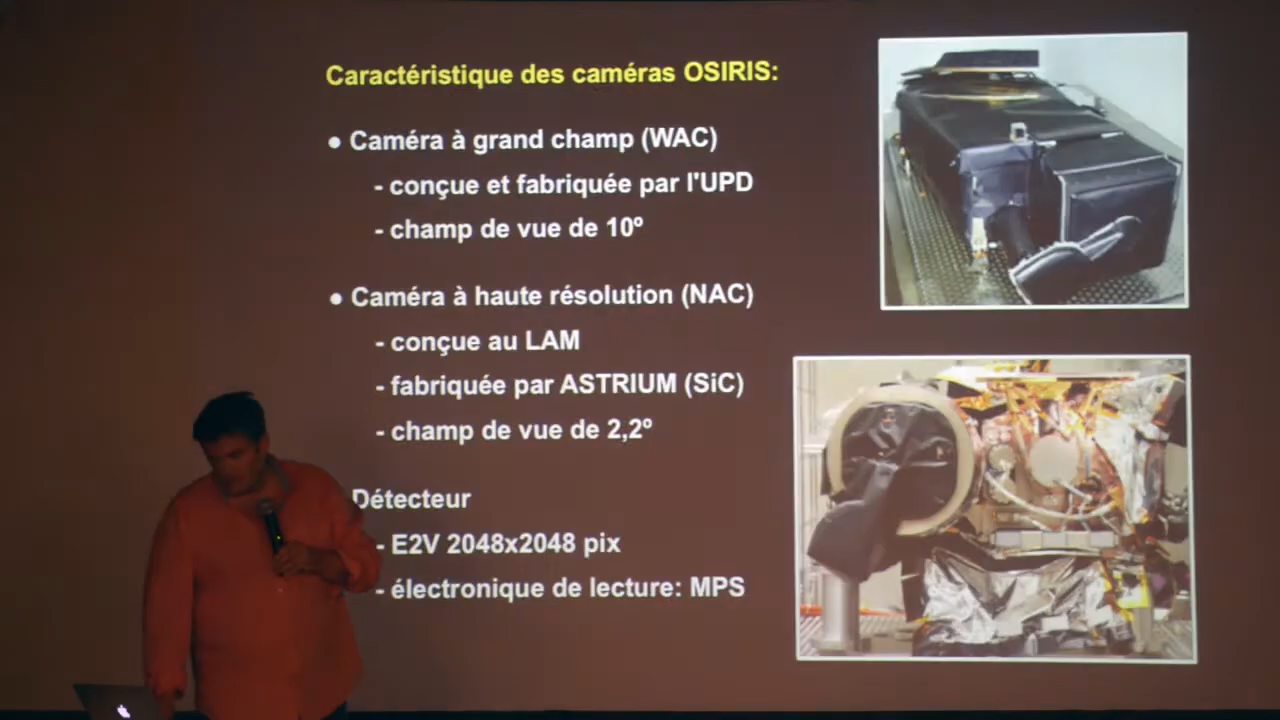 Caractéristique des caméras OSIRIS:
● Caméra à grand champ (WAC)
- conçue et fabriquée par l'UPD
- champ de vue de 10º
● Caméra à haute résolution (NAC)
- conçue au LAM
- fabriquée par ASTRIUM (SiC)
- champ de vue de 2,2º
Détecteur
- E2V 2048x2048 pix
- électronique de lecture: MPS